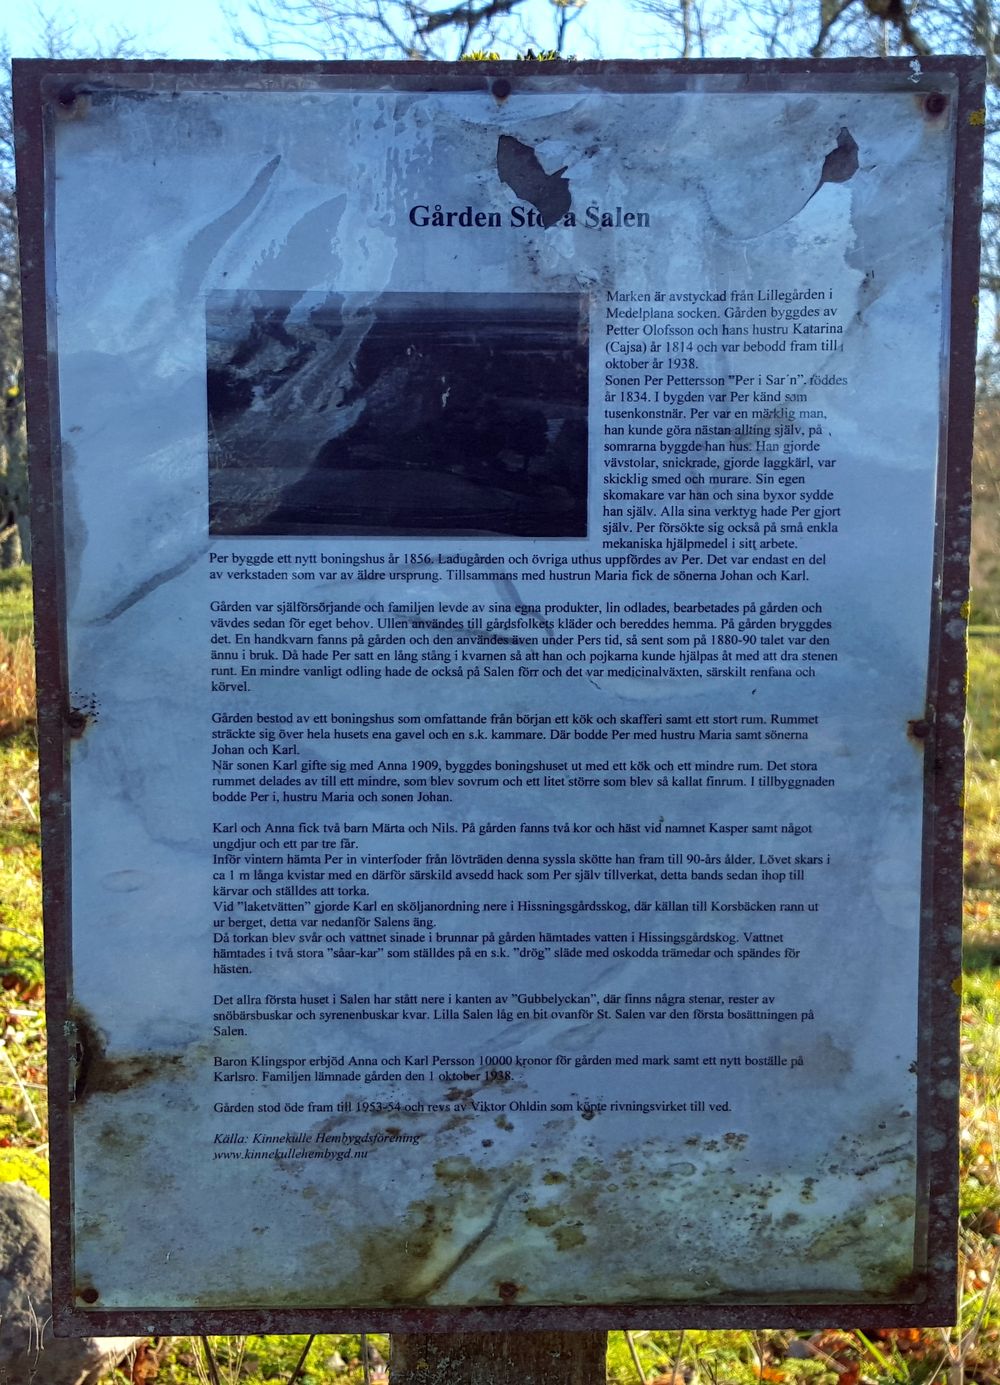 Gården Stora Salen
Marken är avstyckad från Lillegården i
Medelplana socken. Gården byggdes av
Petter Olofsson och hans hustru Katarina
(Cajsa) år 1814 och var bebodd fram till
oktober år 1938.
Sonen Per Pettersson ”Per i Sar´n”. föddes
år 1834. I bygden var Per känd som
tusenkonstnär. Per var en märklig man,
han kunde göra nästan allting själv, på
somrarna byggde han hus. Han gjorde
vävstolar, snickrade, gjorde laggkärl, var
skicklig smed och murare. Sin egen
skomakare var han och sina byxor sydde
han själv. Alla sina verktyg hade Per gjort
själv. Per försökte sig också på små enkla
mekaniska hjälpmedel i sitt arbete.
Per byggde ett nytt boningshus år 1856. Ladugården och övriga uthus uppfördes av Per. Det var endast en del
av verkstaden som var av äldre ursprung. Tillsammans med hustrun Maria fick de sönerna Johan och Karl.
Gården var självförsörjande och familjen levde av sina egna produkter, lin odlades, bearbetades på gården och
vävdes sedan för eget behov. Ullen användes till gårdsfolkets kläder och bereddes hemma. På gården bryggdes
det. En handkvarn fanns på gården och den användes även under Pers tid, så sent som på 1880-90 talet var den
ännu i bruk. Då hade Per satt en lång stång i kvarnen så att han och pojkarna kunde hjälpas åt med att dra stenen
runt. En mindre vanligt odling hade de också på Salen förr och det var medicinalväxten, särskilt renfana och
körvel.
Gården bestod av ett boningshus som omfattande från början ett kök och skafferi samt ett stort rum. Rummet
sträckte sig över hela husets ena gavel och en s.k. kammare. Där bodde Per med hustru Maria samt sönerna
Johan och Karl.
När sonen Karl gifte sig med Anna 1909, byggdes boningshuset ut med ett kök och ett mindre rum. Det stora
rummet delades av till ett mindre, som blev sovrum och ett litet större som blev så kallat finrum. I tillbyggnaden
bodde Per i, hustru Maria och sonen Johan.
Karl och Anna fick två barn Märta och Nils. På gården fanns två kor och häst vid namnet Kasper samt något
ungdjur och ett par tre får.
Inför vintern hämta Per in vinterfoder från lövträden denna syssla skötte han fram till 90-års ålder. Lövet skars i
ca 1 m långa kvistar med en därför särskild avsedd hack som Per själv tillverkat, detta bands sedan ihop till
kärvar och ställdes att torka.
Vid ”laketvätten” gjorde Karl en sköljanordning nere i Hissningsgårdsskog, där källan till Korsbäcken rann ut
ur berget, detta var nedanför Salens äng.
Då torkan blev svår och vattnet sinade i brunnar på gården hämtades vatten i Hissingsgårdskog. Vattnet
hämtades i två stora ”såar-kar” som ställdes på en s.k. ”drög” släde med oskodda trämedar och spändes för
hästen.
Det allra första huset i Salen har stått nere i kanten av ”Gubbelyckan”, där finns några stenar, rester av
snöbärsbuskar och syrenenbuskar kvar. Lilla Salen låg en bit ovanför St. Salen var den första bosättningen på
Salen.
Baron Klingspor erbjöd Anna och Karl Persson 10000 kronor för gården med mark samt ett nytt boställe på
Karlsro. Familjen lämnade gården den 1 oktober 1938.
Gården stod öde fram till 1953-54 och revs av Viktor Ohldin som köpte rivningsvirket till ved.
Källa: Kinnekulle Hembygdsförening
www.kinnekullehembygd.nu